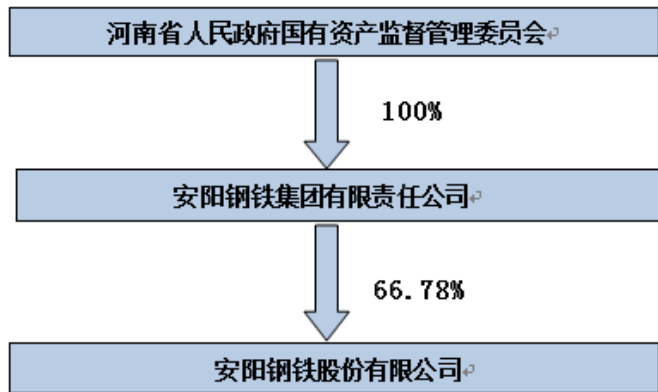 河南省人民政府国有资产监督管理委员会
100%
安阳钢铁集团有限责任公司
66.78%
安阳钢铁股份有限公司